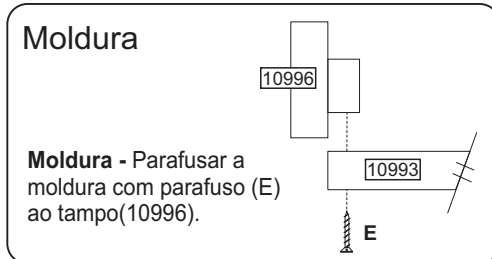 Moldura
10996
Moldura - Parafusar a
moldura com parafuso (E)
ao tampo(10996).
10993
E